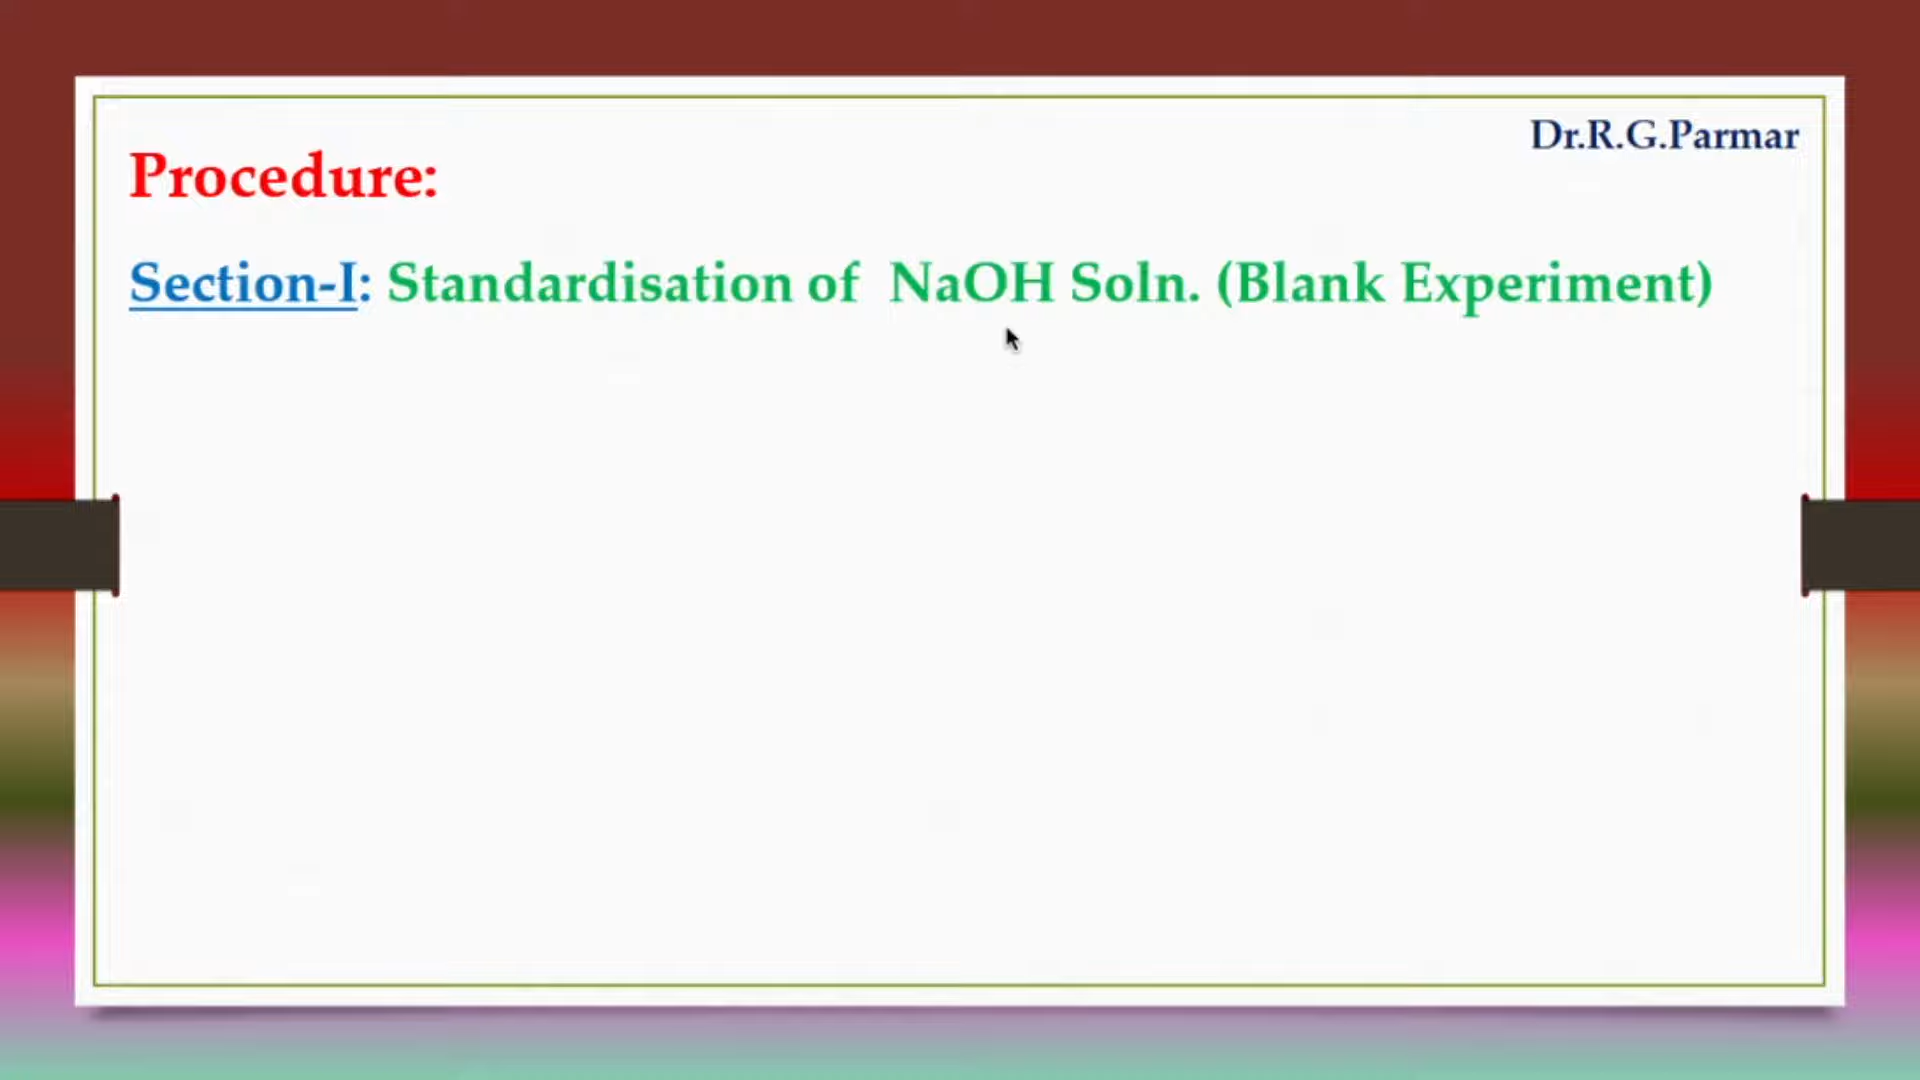 Dr.R.G.Parmar
Procedure:
Section-I: Standardisation of NaOH Soln. (Blank Experiment)